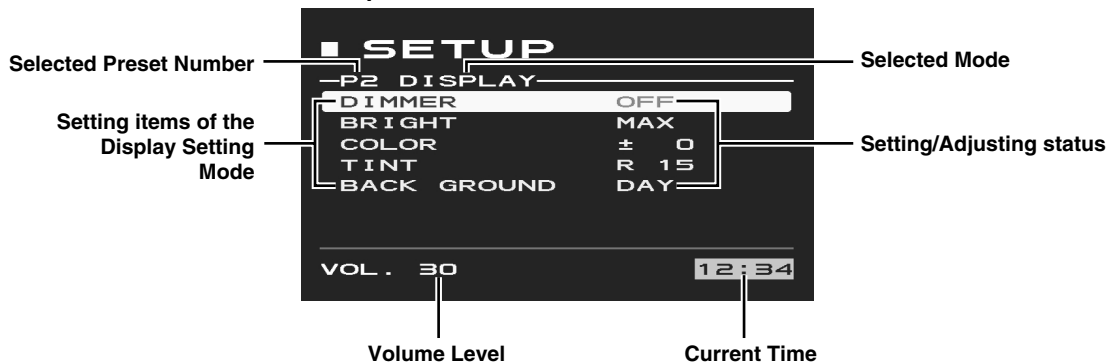 SETUP
Selected Preset Number
Selected Mode
P2 DISPLAY
DIMMER OFF
BRIGHT MAX
COLOR ± 0
TINT R 15
BACK GROUND DAY
Setting items of the
Display Setting
Mode
Setting/Adjusting status
VOL. 30 12:34
Volume Level
Current Time